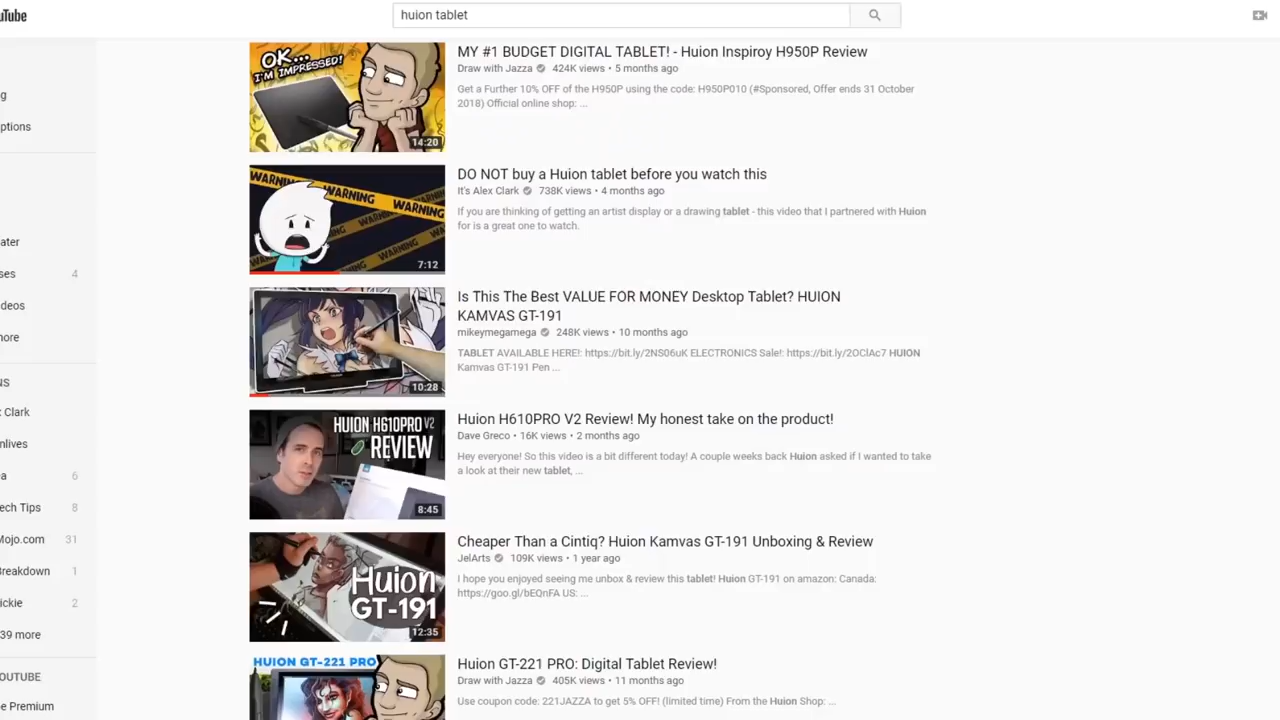 uTube
huion tablet
g
ptions
ater
ses 4
deos
ore
NS
Clark
nlives
a 6
ech Tips 8
Mojo.com 31
Breakdown 1
ickie 2
39 more
OUTUBE
e Premium
OK...
I'M IMPRESSED!
14:20
MY #1 BUDGET DIGITAL TABLET! - Huion Inspiroy H950P Review
Draw with Jazza 424K views • 5 months ago
Get a Further 10% OFF of the H950P using the code: H950P010 (#Sponsored, Offer ends 31 October
2018) Official online shop: ...
WARNING WARNING WARNING
WARNING
WARNING
7:12
DO NOT buy a Huion tablet before you watch this
It's Alex Clark 738K views • 4 months ago
If you are thinking of getting an artist display or a drawing tablet - this video that I partnered with Huion
for is a great one to watch.
10:28
Is This The Best VALUE FOR MONEY Desktop Tablet? HUION
KAMVAS GT-191
mikeymegamega 248K views • 10 months ago
TABLET AVAILABLE HERE!: https://bit.ly/2NS06uK ELECTRONICS Sale!: https://bit.ly/2OClAc7 HUION
Kamvas GT-191 Pen ...
HUION H610PRO V2
REVIEW
8:45
Huion H610PRO V2 Review! My honest take on the product!
Dave Greco • 16K views • 2 months ago
Hey everyone! So this video is a bit different today! A couple weeks back Huion asked if I wanted to take
a look at their new tablet, ...
Huion
GT-191
12:35
Cheaper Than a Cintiq? Huion Kamvas GT-191 Unboxing & Review
JelArts 109K views • 1 year ago
I hope you enjoyed seeing me unbox & review this tablet! Huion GT-191 on amazon: Canada:
https://goo.gl/bEQnFA US: ...
HUION GT-221 PRO
Huion GT-221 PRO: Digital Tablet Review!
Draw with Jazza 405K views • 11 months ago
Use coupon code: 221JAZZA to get 5% OFF! (limited time) From the Huion Shop: ...